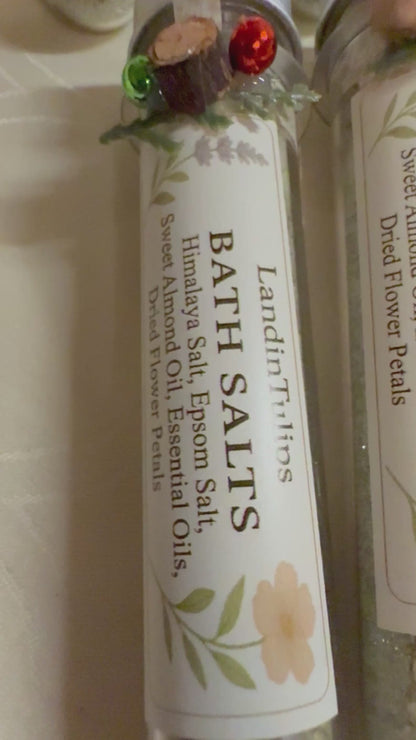 LandinTulips
BATH SALTS
Himalaya Salt, Epsom Salt,
Sweet Almond Oil, Essential Oils,
Dried Flower Petals
Sweet Almond Oil,
Dried Flower Petals